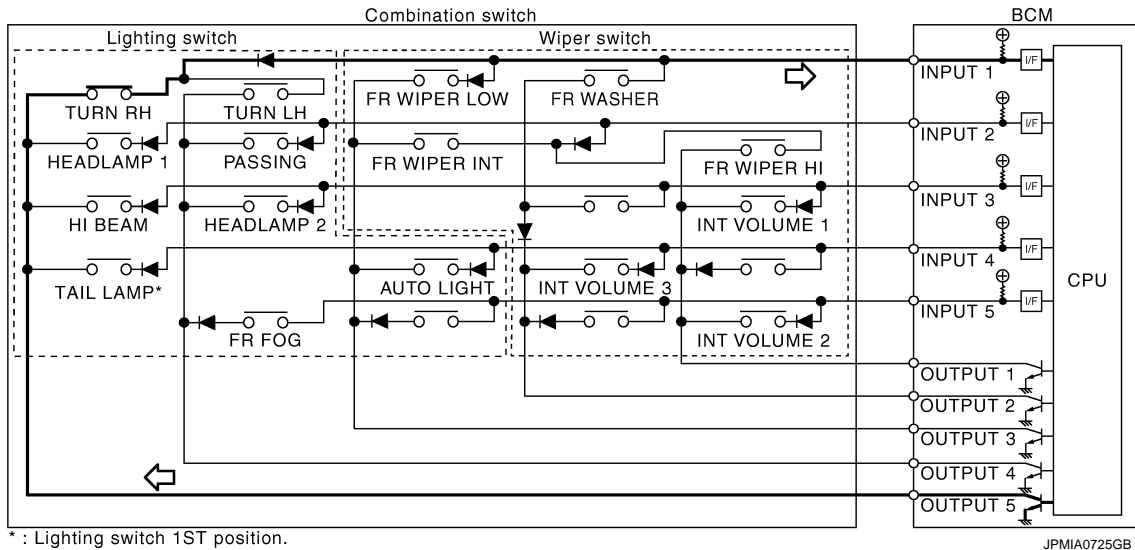 Combination switch
BCM
Lighting switch
Wiper switch
INPUT 1
I/F
TURN RH
TURN LH
FR WIPER LOW
FR WASHER
INPUT 2
I/F
HEADLAMP 1
PASSING
FR WIPER INT
FR WIPER HI
INPUT 3
I/F
HI BEAM
HEADLAMP 2
INT VOLUME 1
INPUT 4
I/F
CPU
TAIL LAMP*
AUTO LIGHT
INT VOLUME 3
INPUT 5
I/F
FR FOG
INT VOLUME 2
OUTPUT 1
OUTPUT 2
OUTPUT 3
OUTPUT 4
OUTPUT 5
* : Lighting switch 1ST position.
JPMIA0725GB